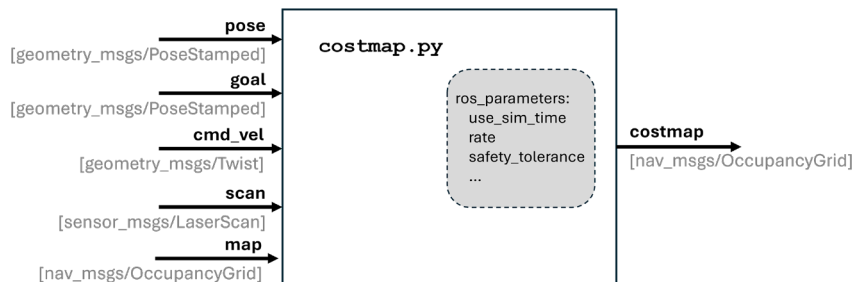 pose
[geometry_msgs/PoseStamped]
goal
[geometry_msgs/PoseStamped]
cmd_vel
[geometry_msgs/Twist]
scan
[sensor_msgs/LaserScan]
map
[nav_msgs/OccupancyGrid]
costmap.py
ros_parameters:
use_sim_time
rate
safety_tolerance
...
costmap
[nav_msgs/OccupancyGrid]